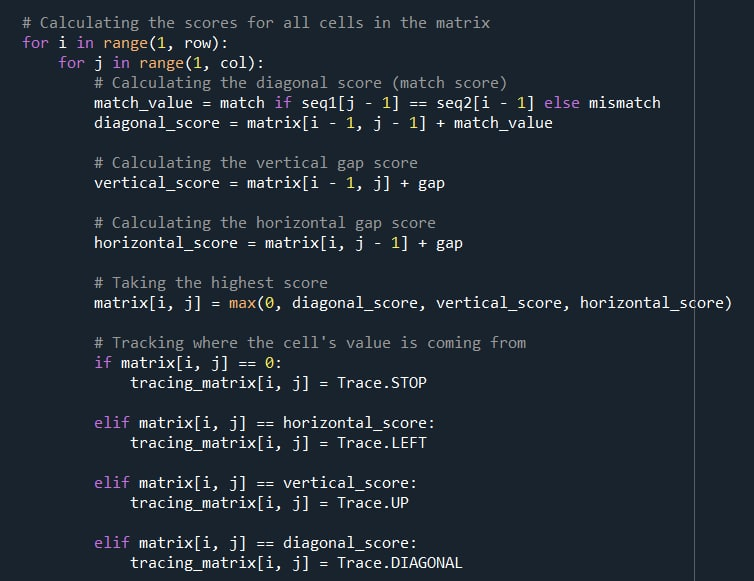 # Calculating the scores for all cells in the matrix
for i in range(1, row):
    for j in range(1, col):
        # Calculating the diagonal score (match score)
        match_value = match if seq1[j - 1] == seq2[i - 1] else mismatch
        diagonal_score = matrix[i - 1, j - 1] + match_value

        # Calculating the vertical gap score
        vertical_score = matrix[i - 1, j] + gap

        # Calculating the horizontal gap score
        horizontal_score = matrix[i, j - 1] + gap

        # Taking the highest score
        matrix[i, j] = max(0, diagonal_score, vertical_score, horizontal_score)

        # Tracking where the cell's value is coming from
        if matrix[i, j] == 0:
            tracing_matrix[i, j] = Trace.STOP

        elif matrix[i, j] == horizontal_score:
            tracing_matrix[i, j] = Trace.LEFT

        elif matrix[i, j] == vertical_score:
            tracing_matrix[i, j] = Trace.UP

        elif matrix[i, j] == diagonal_score:
            tracing_matrix[i, j] = Trace.DIAGONAL